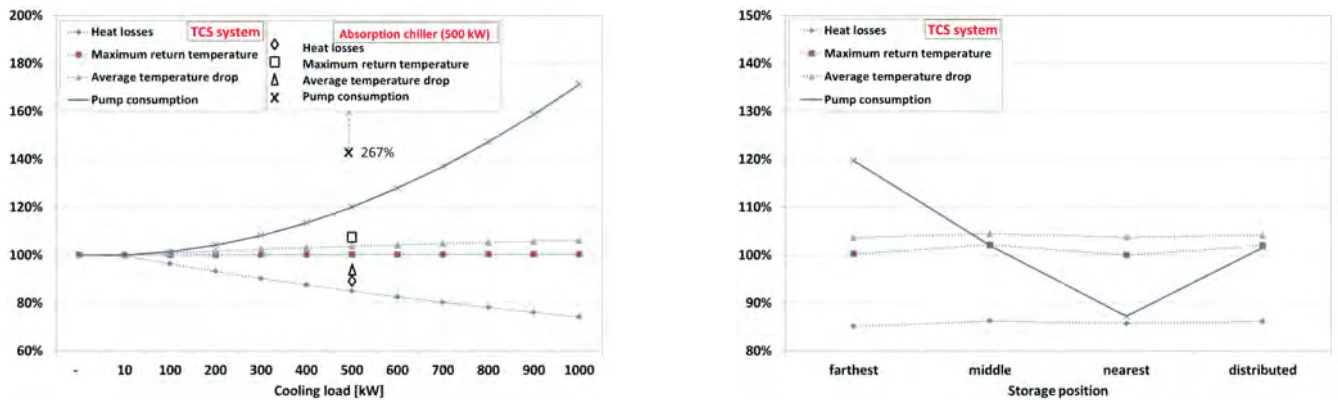 200%
180%
160%
140%
120%
100%
80%
60%
TCS system
Heat losses
Maximum return temperature
Average temperature drop
Pump consumption
Absorption chiller (500 kW)
Heat losses
Maximum return temperature
Average temperature drop
Pump consumption
267%
- 10 100 200 300 400 500 600 700 800 900 1000
Cooling load [kW]
150%
140%
130%
120%
110%
100%
90%
80%
TCS system
Heat losses
Maximum return temperature
Average temperature drop
Pump consumption
farthest middle nearest distributed
Storage position